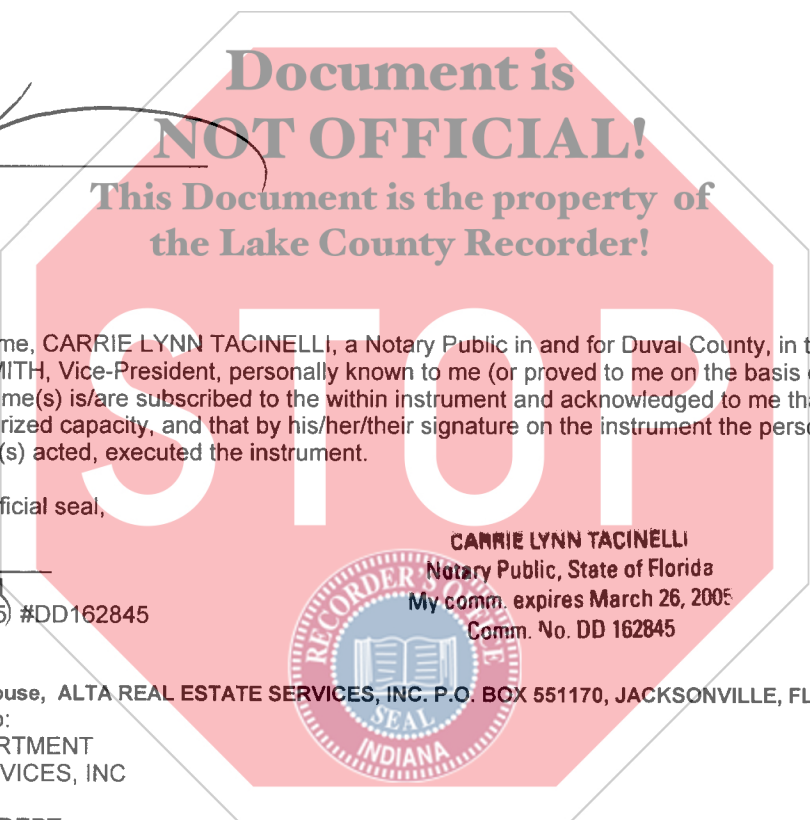 Document is
NOT OFFICIAL!
This Document is the property of
the Lake County Recorder!
STOP
me, CARRIE LYNN TACINELLI, a Notary Public in and for Duval County, in t
MITH, Vice-President, personally known to me (or proved to me on the basis
me(s) is/are subscribed to the within instrument and acknowledged to me tha
rized capacity, and that by his/her/their signature on the instrument the perso
(s) acted, executed the instrument.
ficial seal,
CARRIE LYNN TACINELLI
Notary Public, State of Florida
My comm. expires March 26, 2005
Comm. No. DD 162845
5) #DD162845
RECORDER'S OFFICE
SEAL
INDIANA
ouse, ALTA REAL ESTATE SERVICES, INC. P.O. BOX 551170, JACKSONVILLE, FL
o:
RTMENT
VICES, INC